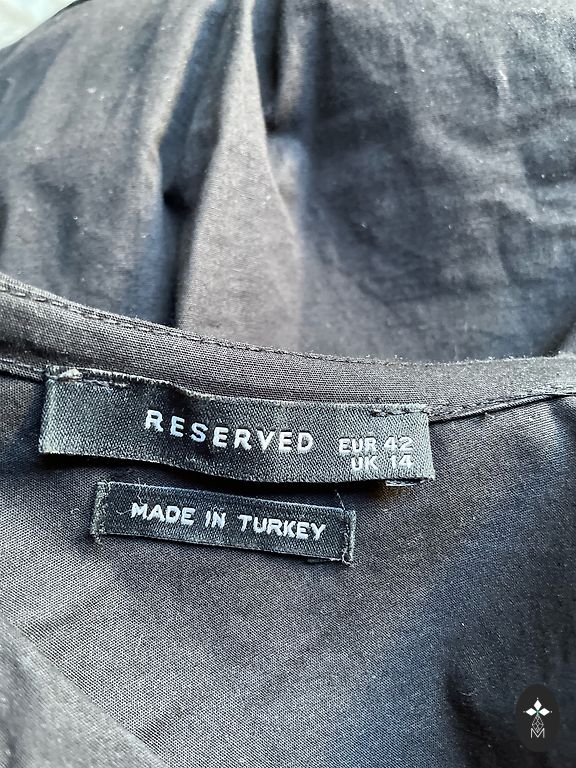 RESERVED
EUR 42
UK 14
MADE IN TURKEY
M